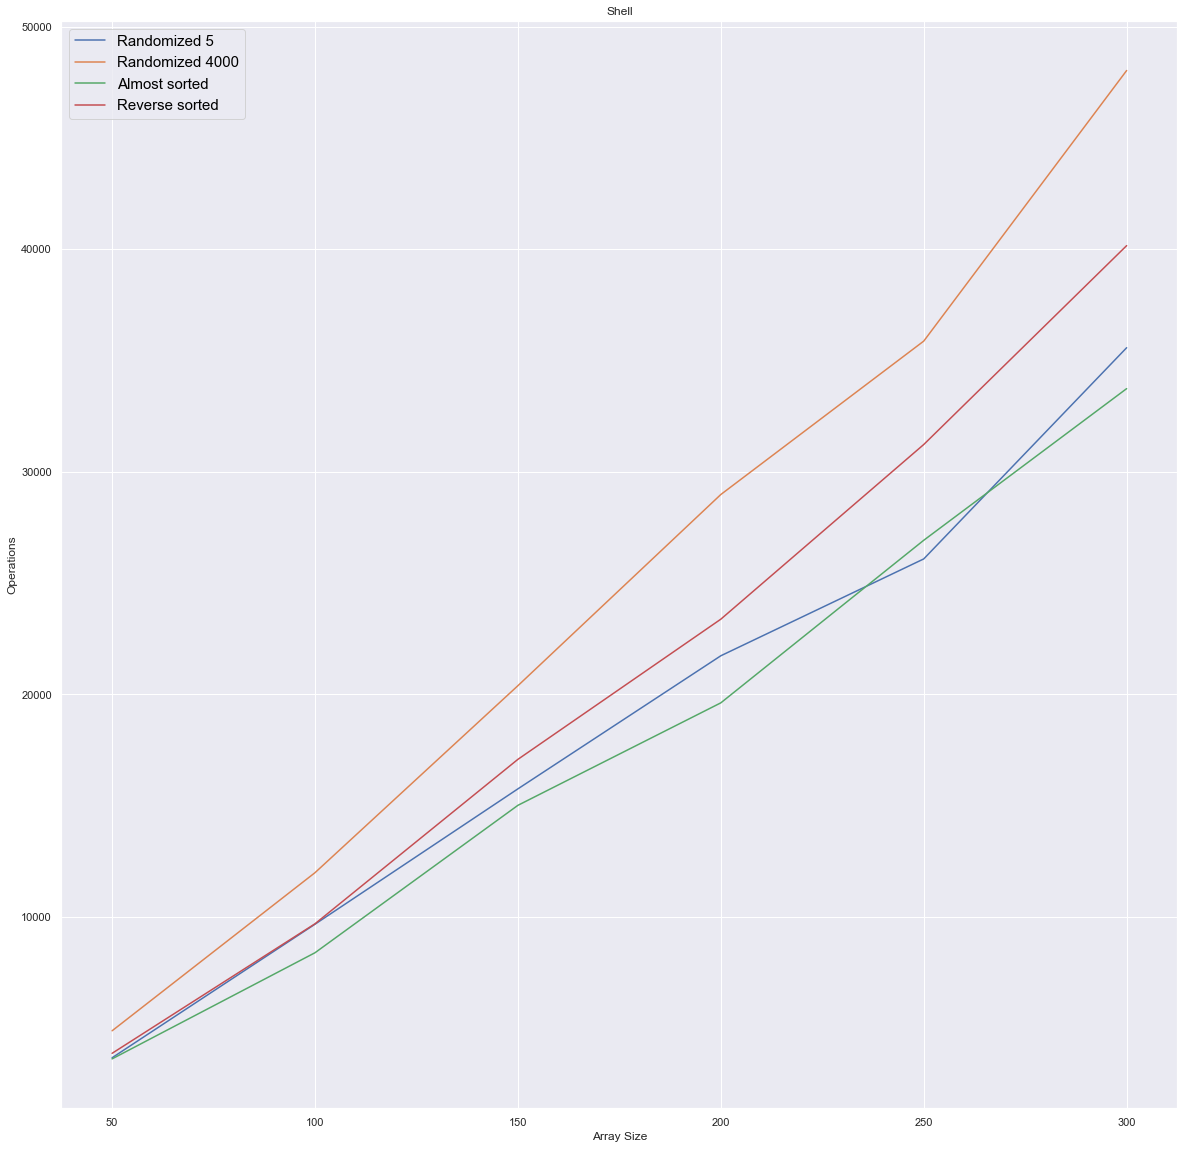 Shell
50000
Randomized 5
Randomized 4000
Almost sorted
Reverse sorted
40000
30000
Operations
20000
10000
50 100 150 200 250 300
Array Size